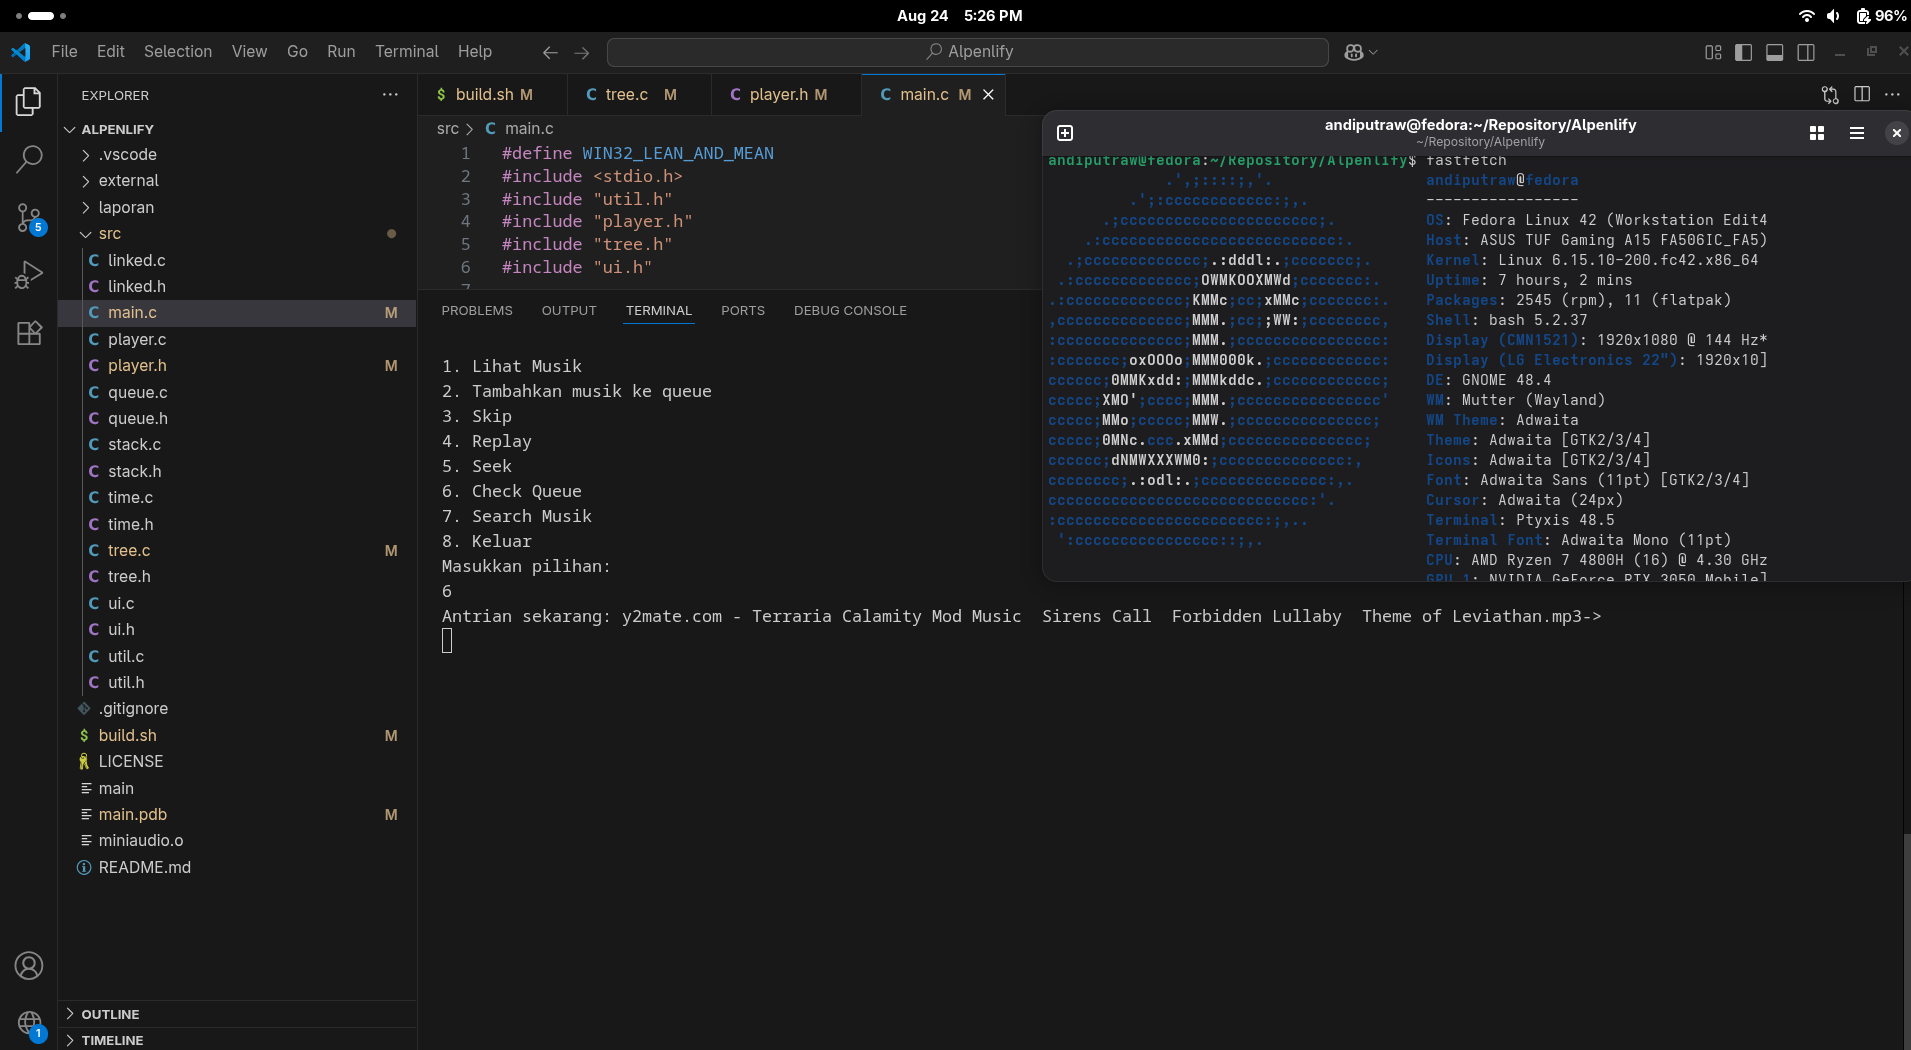 Aug 24 5:26 PM
96%
File Edit Selection View Go Run Terminal Help
Alpenlify
EXPLORER
ALPENLIFY
.vscode
external
laporan
src
linked.c
linked.h
main.c M
player.c
player.h M
queue.c
queue.h
stack.c
stack.h
time.c
time.h
tree.c M
tree.h
ui.c
ui.h
util.c
util.h
.gitignore
build.sh M
LICENSE
main
main.pdb M
miniaudio.o
README.md
OUTLINE
TIMELINE
5
1
build.sh M tree.c M player.h M main.c M
src > main.c
1 #define WIN32_LEAN_AND_MEAN
2 #include <stdio.h>
3 #include "util.h"
4 #include "player.h"
5 #include "tree.h"
6 #include "ui.h"
7
PROBLEMS OUTPUT TERMINAL PORTS DEBUG CONSOLE
1. Lihat Musik
2. Tambahkan musik ke queue
3. Skip
4. Replay
5. Seek
6. Check Queue
7. Search Musik
8. Keluar
Masukkan pilihan:
6
Antrian sekarang: y2mate.com - Terraria Calamity Mod Music  Sirens Call  Forbidden Lullaby  Theme of Leviathan.mp3->
andiputraw@fedora:~/Repository/Alpenlify
~/Repository/Alpenlify
andiputraw@fedora:~/Repository/Alpenlify$ fastfetch
andiputraw@fedora
-----------------
OS: Fedora Linux 42 (Workstation Edit4
Host: ASUS TUF Gaming A15 FA506IC_FA5)
Kernel: Linux 6.15.10-200.fc42.x86_64
Uptime: 7 hours, 2 mins
Packages: 2545 (rpm), 11 (flatpak)
Shell: bash 5.2.37
Display (CMN1521): 1920x1080 @ 144 Hz*
Display (LG Electronics 22"): 1920x10]
DE: GNOME 48.4
WM: Mutter (Wayland)
WM Theme: Adwaita
Theme: Adwaita [GTK2/3/4]
Icons: Adwaita [GTK2/3/4]
Font: Adwaita Sans (11pt) [GTK2/3/4]
Cursor: Adwaita (24px)
Terminal: Ptyxis 48.5
Terminal Font: Adwaita Mono (11pt)
CPU: AMD Ryzen 7 4800H (16) @ 4.30 GHz
GPU 1: NVIDIA GeForce RTX 3050 Mobile]